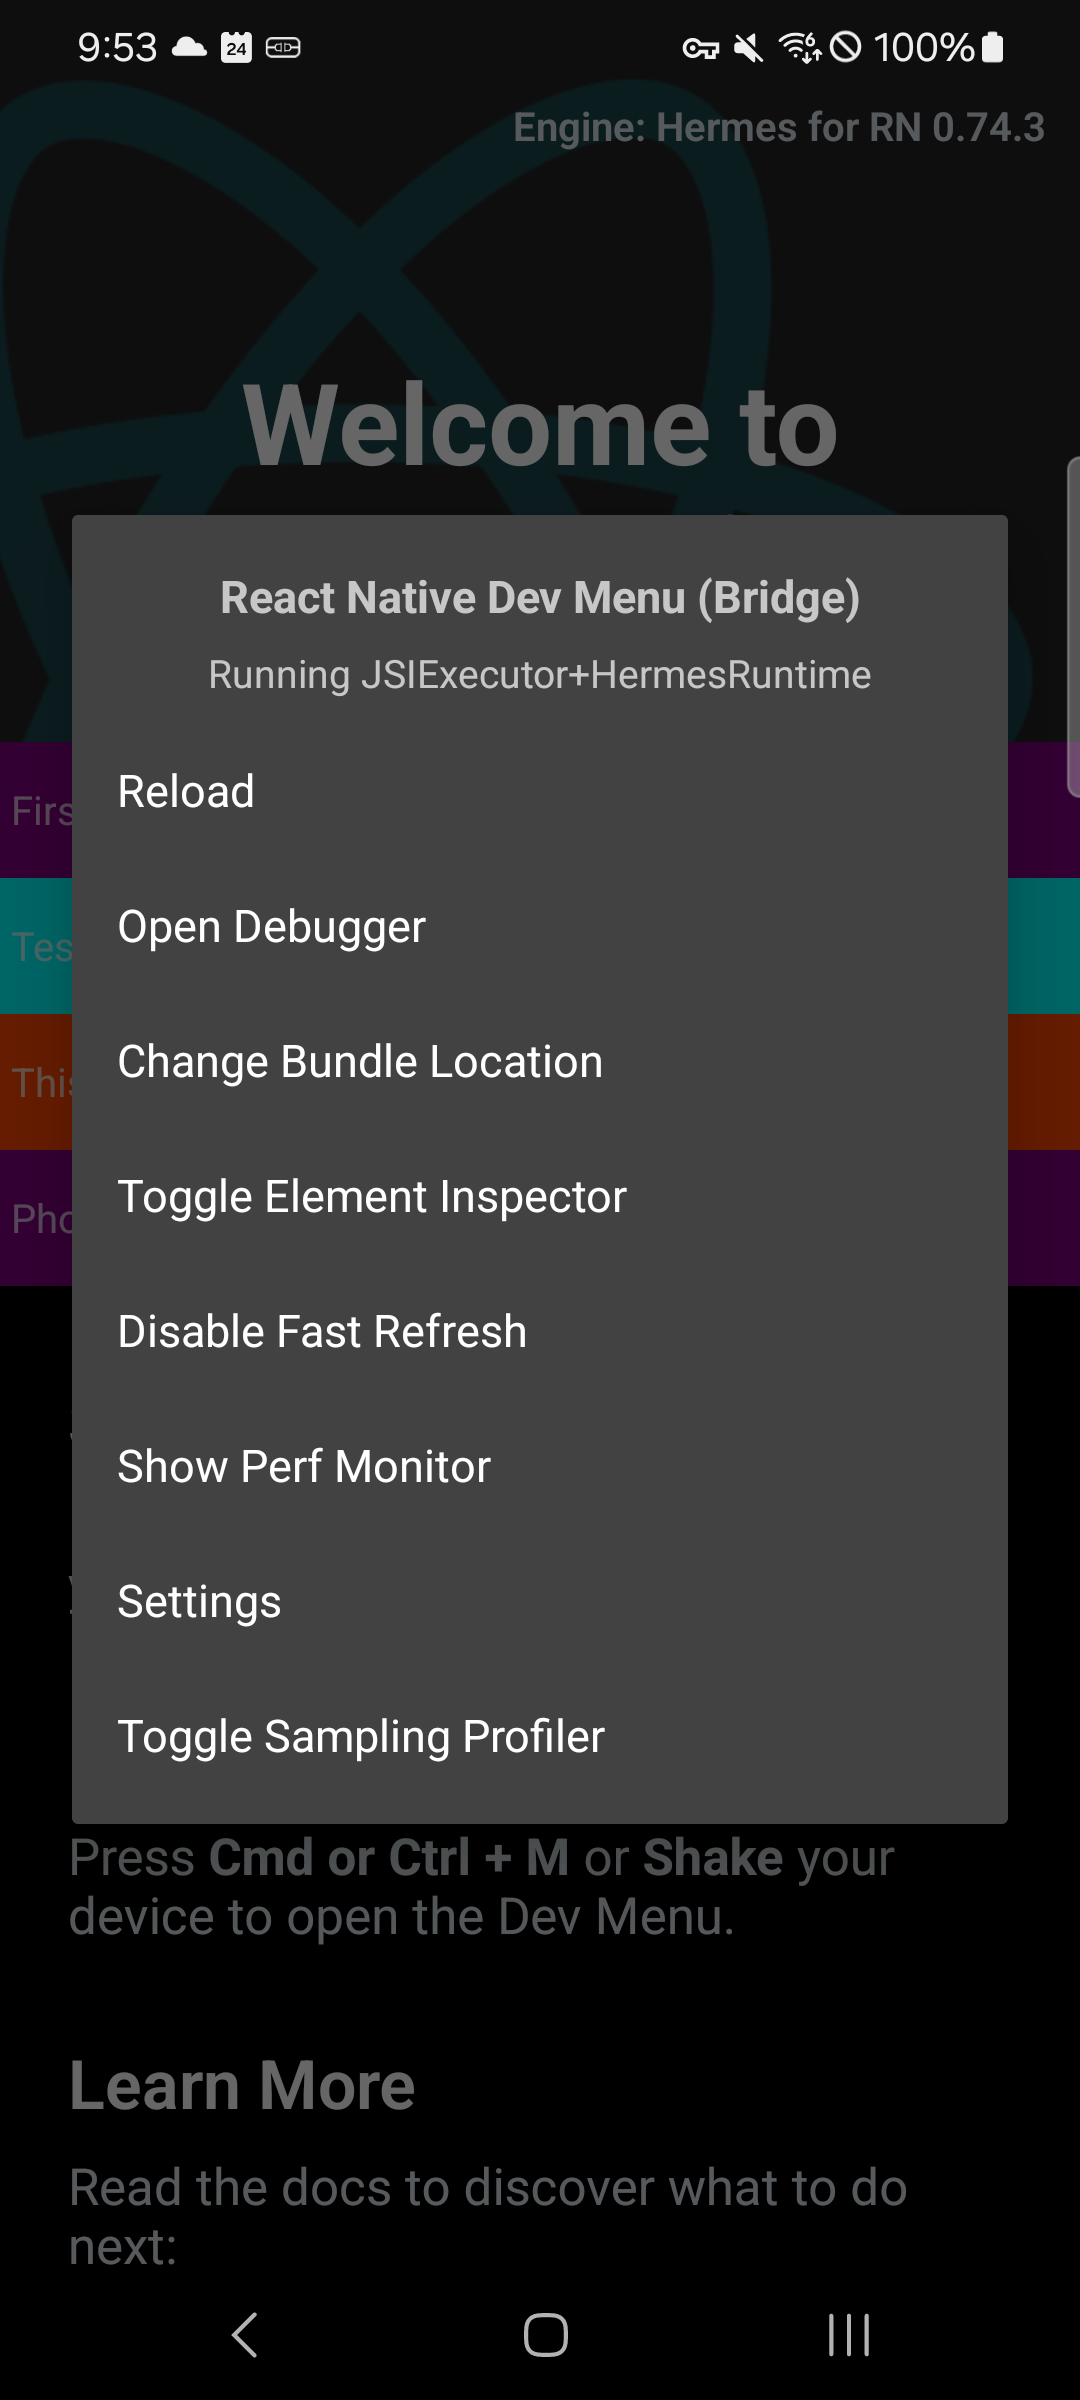 9:53 24 100%
Engine: Hermes for RN 0.74.3
Welcome to
React Native Dev Menu (Bridge)
Running JSIExecutor+HermesRuntime
Reload
Firs
Open Debugger
Tes
Change Bundle Location
This
Toggle Element Inspector
Pho
Disable Fast Refresh
Show Perf Monitor
Settings
Toggle Sampling Profiler
Press Cmd or Ctrl + M or Shake your
device to open the Dev Menu.
Learn More
Read the docs to discover what to do
next: